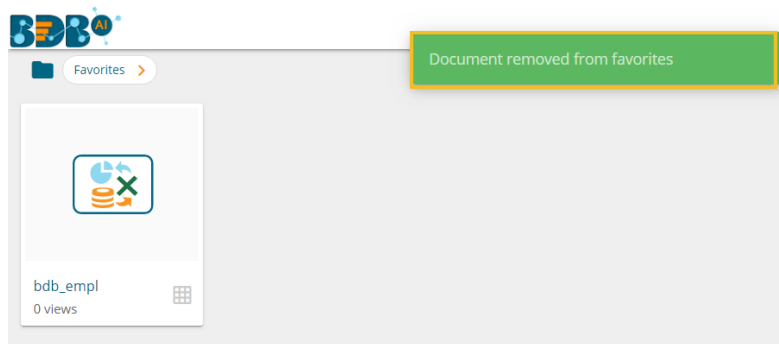 BDB AI
Document removed from favorites
Favorites
bdb_empl
0 views